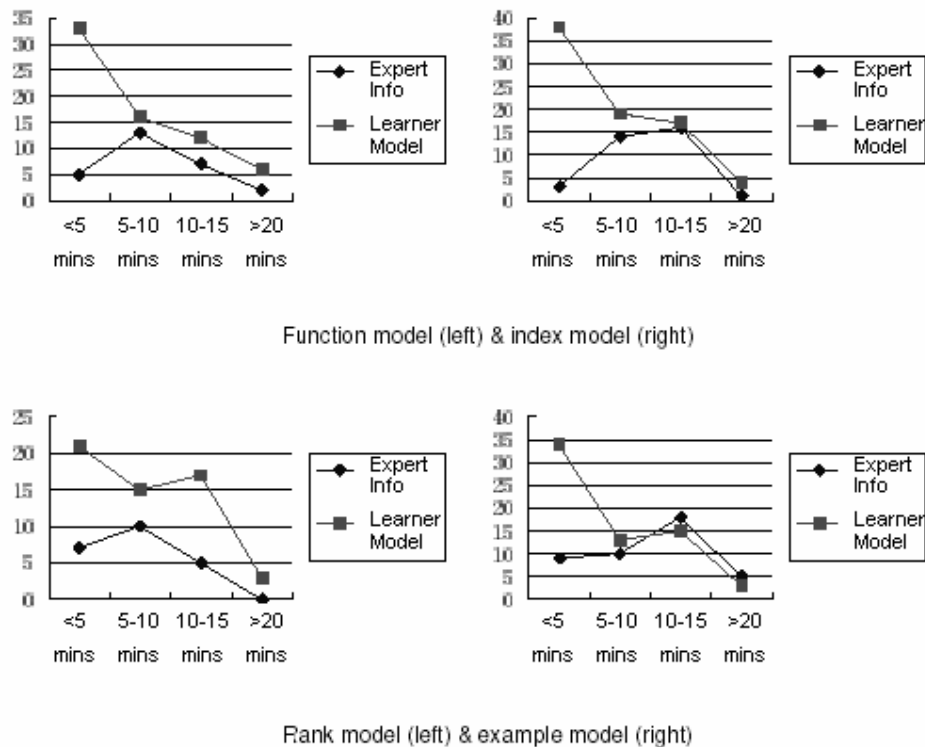 35
30
25
20
15
10
5
0
<5 5-10 10-15 >20
mins mins mins mins
Expert
Info
Learner
Model
40
35
30
25
20
15
10
5
0
<5 5-10 10-15 >20
mins mins mins mins
Expert
Info
Learner
Model
Function model (left) & index model (right)
25
20
15
10
5
0
<5 5-10 10-15 >20
mins mins mins mins
Expert
Info
Learner
Model
40
35
30
25
20
15
10
5
0
<5 5-10 10-15 >20
mins mins mins mins
Expert
Info
Learner
Model
Rank model (left) & example model (right)